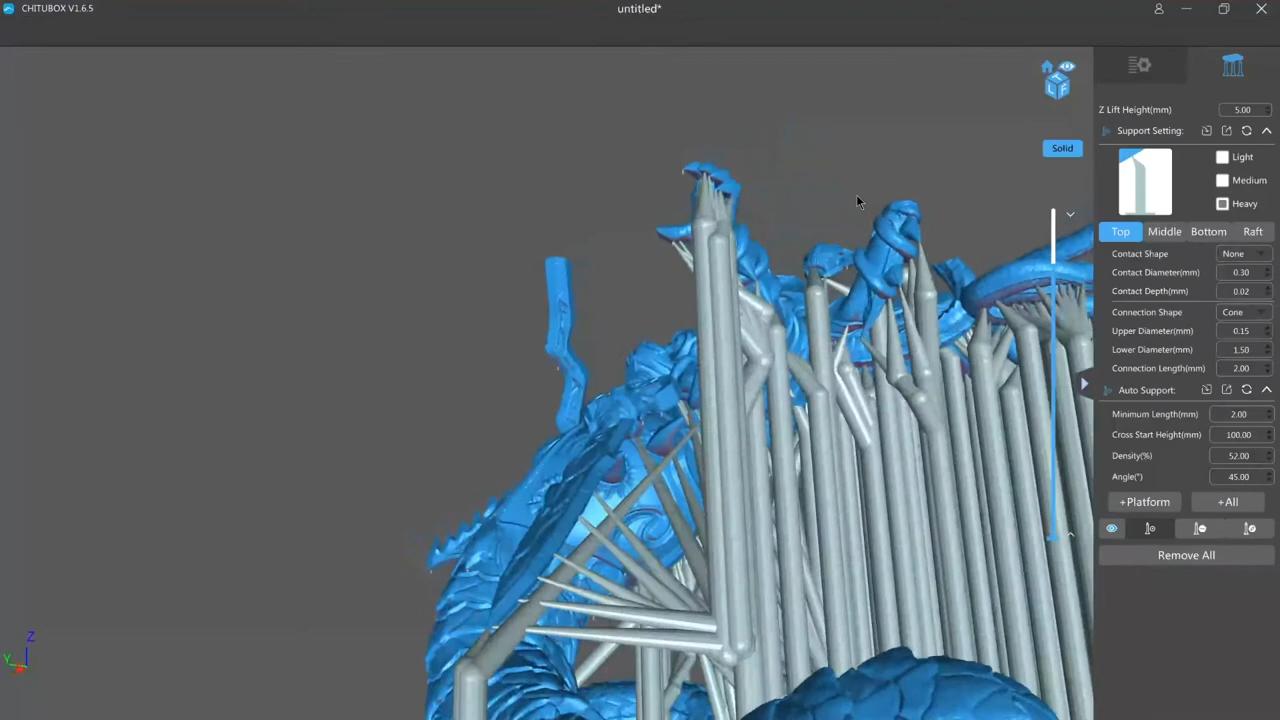 CHITUBOX V1.6.5
untitled*
Z Lift Height(mm) 5.00
Support Setting:
Light
Medium
Heavy
Top Middle Bottom Raft
Contact Shape None
Contact Diameter(mm) 0.30
Contact Depth(mm) 0.02
Connection Shape Cone
Upper Diameter(mm) 0.15
Lower Diameter(mm) 1.50
Connection Length(mm) 2.00
Auto Support:
Minimum Length(mm) 2.00
Cross Start Height(mm) 100.00
Density(%) 52.00
Angle(°) 45.00
+Platform +All
Remove All
Solid
T
L F
Z
Y